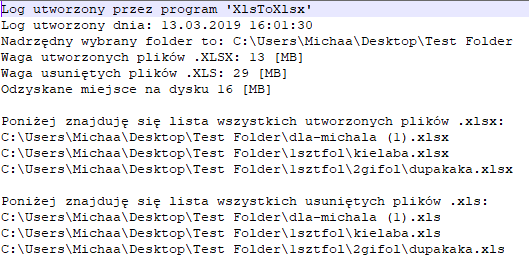 Log utworzony przez program 'XlsToXlsx'
Log utworzony dnia: 13.03.2019 16:01:30
Nadrzędny wybrany folder to: C:\Users\Michaa\Desktop\Test Folder
Waga utworzonych plików .XLSX: 13 [MB]
Waga usuniętych plików .XLS: 29 [MB]
Odzyskane miejsce na dysku 16 [MB]
Poniżej znajduję się lista wszystkich utworzonych plików .xlsx:
C:\Users\Michaa\Desktop\Test Folder\dla-michala (1).xlsx
C:\Users\Michaa\Desktop\Test Folder\1sztfol\kielaba.xlsx
C:\Users\Michaa\Desktop\Test Folder\1sztfol\2gifol\dupakaka.xlsx
Poniżej znajduję się lista wszystkich usuniętych plików .xls:
C:\Users\Michaa\Desktop\Test Folder\dla-michala (1).xls
C:\Users\Michaa\Desktop\Test Folder\1sztfol\kielaba.xls
C:\Users\Michaa\Desktop\Test Folder\1sztfol\2gifol\dupakaka.xls